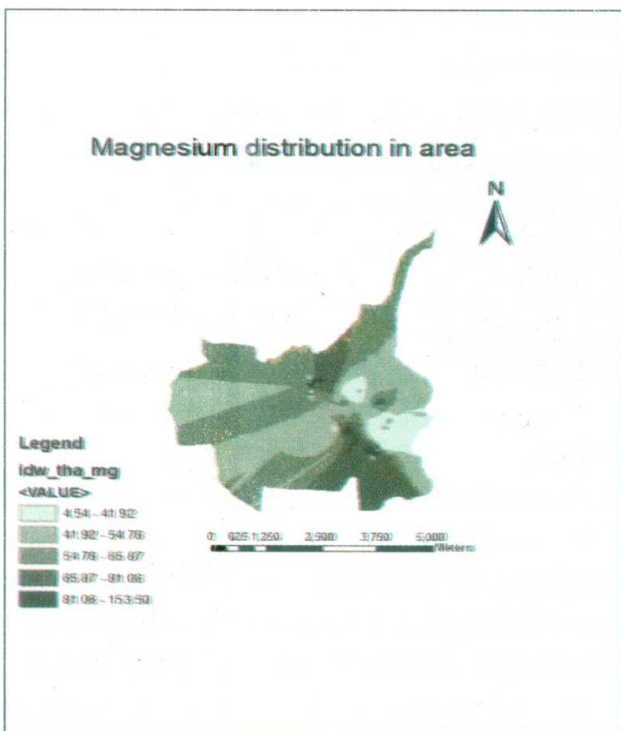 Magnesium distribution in area
N
Legend
idw_tha_mg
<VALUE>
4.54 - 41.92
41.92 - 54.78
54.78 - 65.87
65.87 - 81.06
81.06 - 153.50
0 625 1,250 2,500 3,750 5,000
Meters